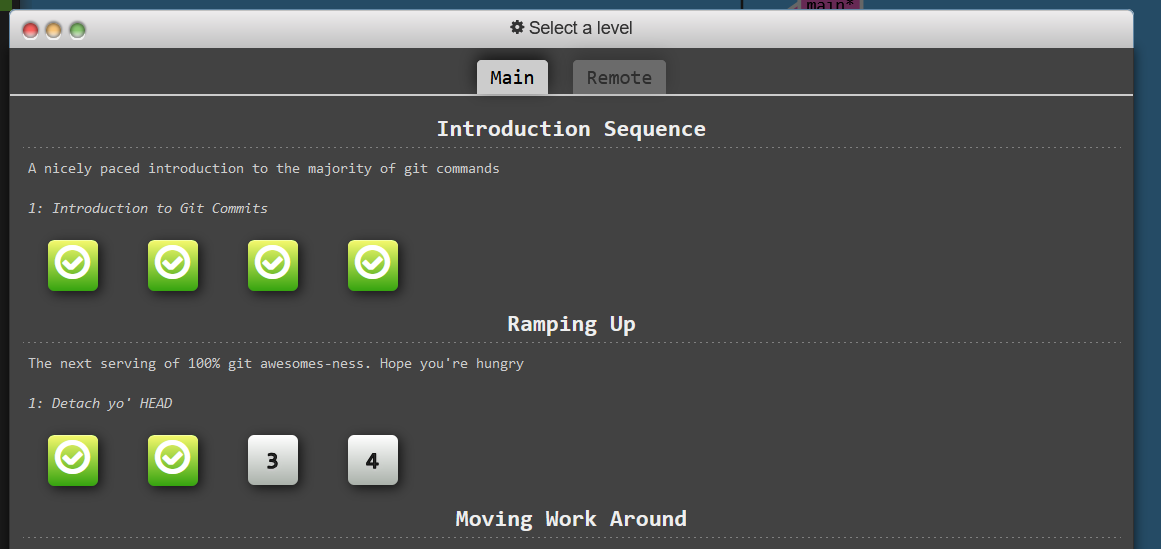 main*
Select a level
Main Remote
Introduction Sequence
A nicely paced introduction to the majority of git commands
1: Introduction to Git Commits
Ramping Up
The next serving of 100% git awesomes-ness. Hope you're hungry
1: Detach yo' HEAD
3 4
Moving Work Around